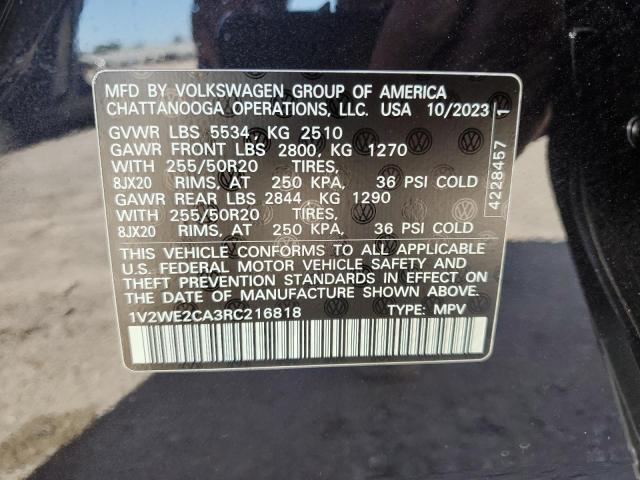 MFD BY VOLKSWAGEN GROUP OF AMERICA
CHATTANOOGA OPERATIONS, LLC. USA 10/2023
GVWR LBS 5534, KG 2510
GAWR FRONT LBS 2800, KG 1270
WITH 255/50R20 TIRES,
8JX20 RIMS, AT 250 KPA, 36 PSI COLD
GAWR REAR LBS 2844 KG 1290
WITH 255/50R20 TIRES,
8JX20 RIMS, AT 250 KPA, 36 PSI COLD
THIS VEHICLE CONFORMS TO ALL APPLICABLE
U.S. FEDERAL MOTOR VEHICLE SAFETY AND
THEFT PREVENTION STANDARDS IN EFFECT ON
THE DATE OF MANUFACTURE SHOWN ABOVE
1V2WE2CA3RC216818 TYPE: MPV
4228457 1